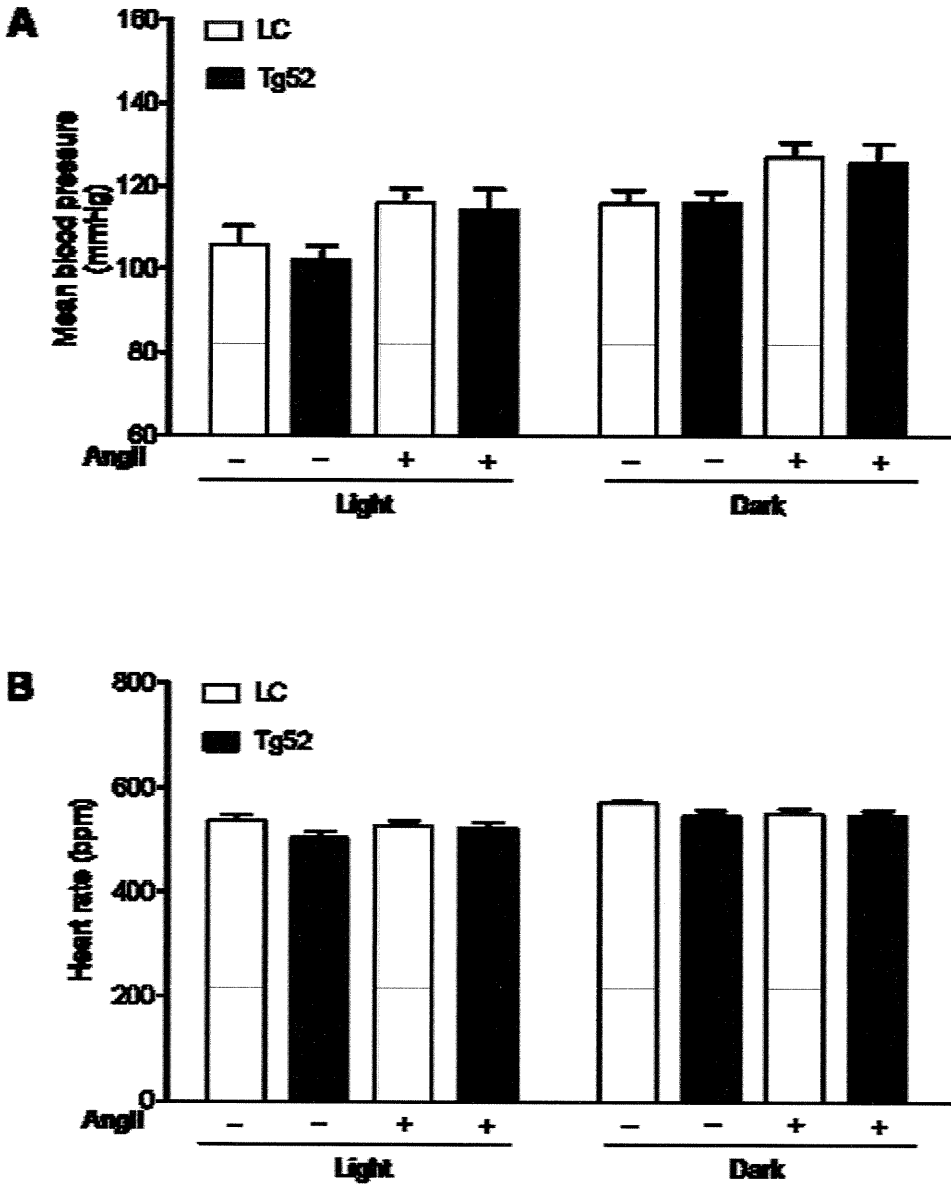 A
160
LC
Tg52
140
120
100
80
60
Mean blood pressure
(mmHg)
AngII − − + + − − + +
Light Dark
B
800
LC
Tg52
600
400
200
0
Heart rate (bpm)
AngII − − + + − − + +
Light Dark